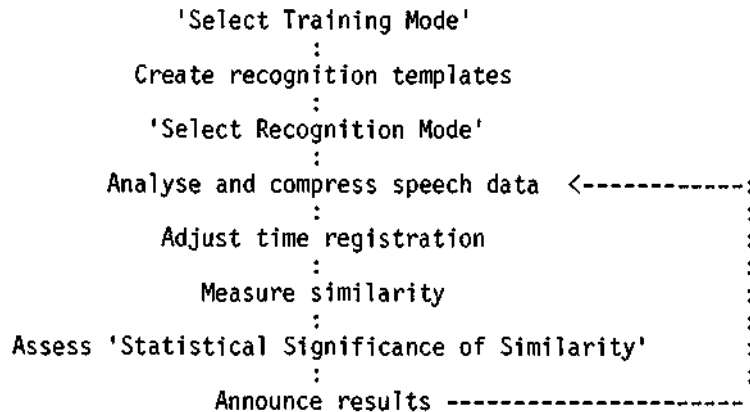 'Select Training Mode'
:
Create recognition templates
:
'Select Recognition Mode'
:
Analyse and compress speech data <-------------:
:
Adjust time registration
:
Measure similarity
:
Assess 'Statistical Significance of Similarity'
:
Announce results ----------------------